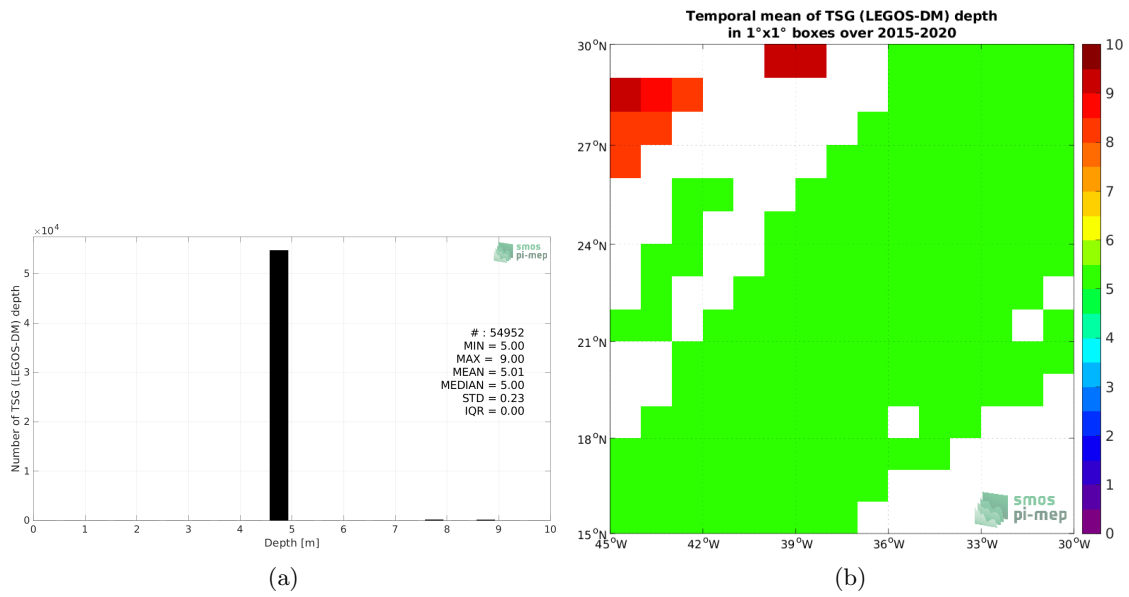 ×10⁴
5
4
3
2
1
0
Number of TSG (LEGOS-DM) depth
smos
pi-mep
# : 54952
MIN = 5.00
MAX = 9.00
MEAN = 5.01
MEDIAN = 5.00
STD = 0.23
IQR = 0.00
0 1 2 3 4 5 6 7 8 9 10
Depth [m]
(a)
Temporal mean of TSG (LEGOS-DM) depth
in 1°x1° boxes over 2015-2020
30°N
27°N
24°N
21°N
18°N
15°N
45°W 42°W 39°W 36°W 33°W 30°W
smos
pi-mep
10
9
8
7
6
5
4
3
2
1
0
(b)